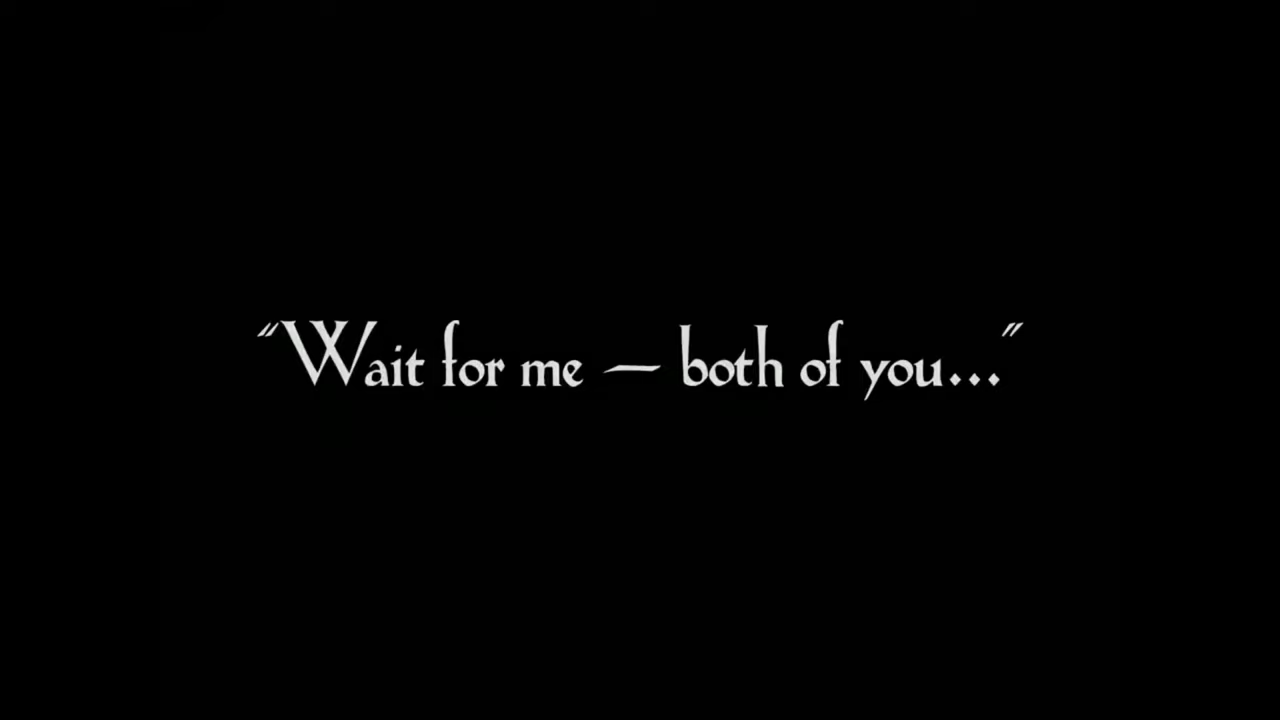 “Wait for me — both of you...”